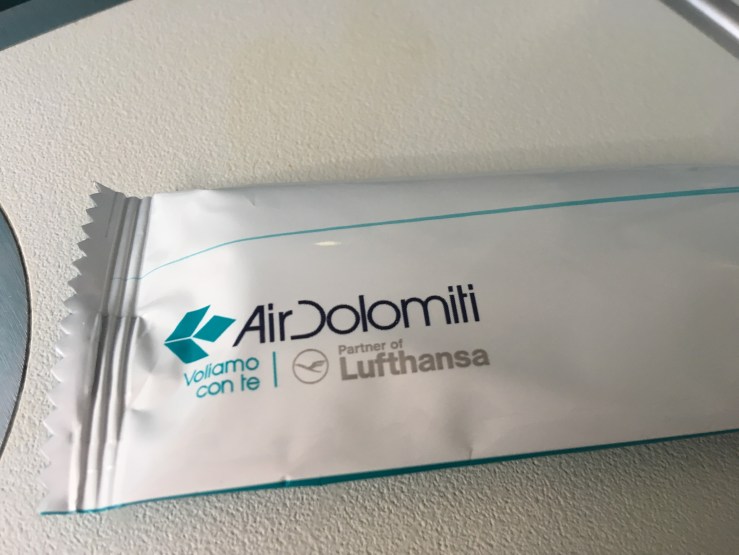 AirDolomiti
Voliamo
con te
Partner of
Lufthansa